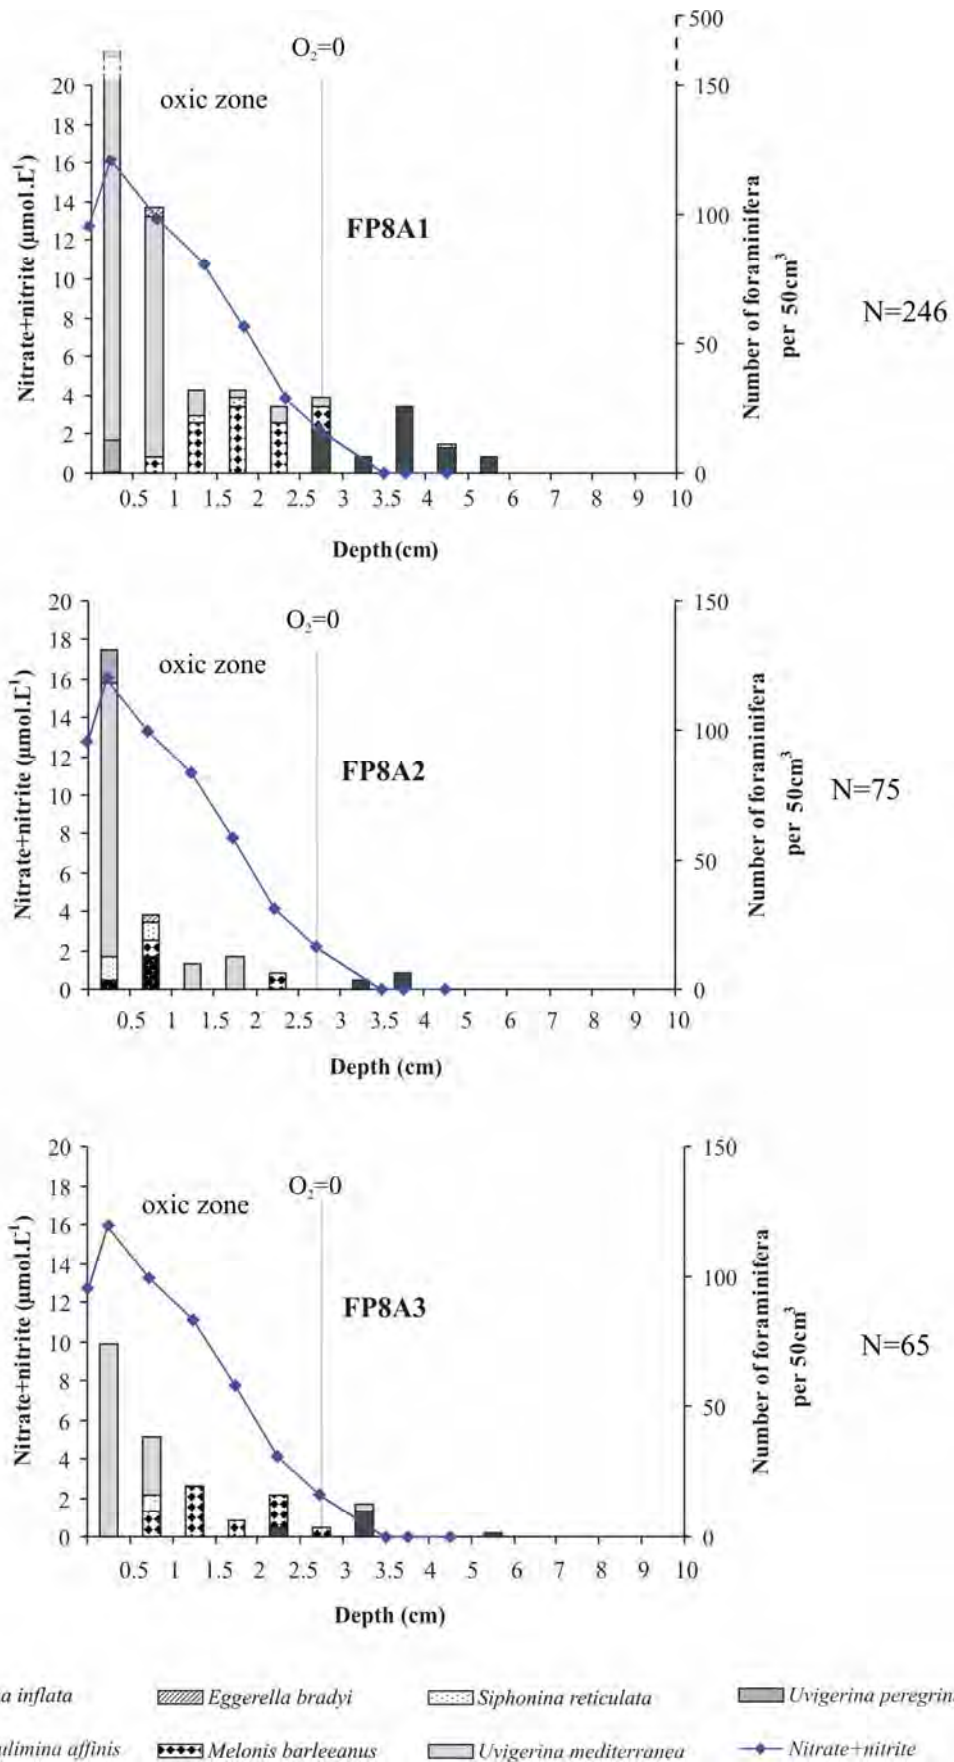 O₂=0
500
oxic zone
20
18
16
14
12
10
8
6
4
2
0
Nitrate+nitrite (μmol.L⁻¹)
FP8A1
150
100
50
0
Number of foraminifera
per 50cm³
N=246
0.5 1 1.5 2 2.5 3 3.5 4 5 6 7 8 9 10
Depth (cm)
O₂=0
oxic zone
20
18
16
14
12
10
8
6
4
2
0
Nitrate+nitrite (μmol.L⁻¹)
FP8A2
150
100
50
0
Number of foraminifera
per 50cm³
N=75
0.5 1 1.5 2 2.5 3 3.5 4 5 6 7 8 9 10
Depth (cm)
O₂=0
oxic zone
20
18
16
14
12
10
8
6
4
2
0
Nitrate+nitrite (μmol.L⁻¹)
FP8A3
150
100
50
0
Number of foraminifera
per 50cm³
N=65
0.5 1 1.5 2 2.5 3 3.5 4 5 6 7 8 9 10
Depth (cm)
a inflata Eggerella bradyi Siphonina reticulata Uvigerina peregrin
ulimina affinis Melonis barleeanus Uvigerina mediterranea Nitrate+nitrite